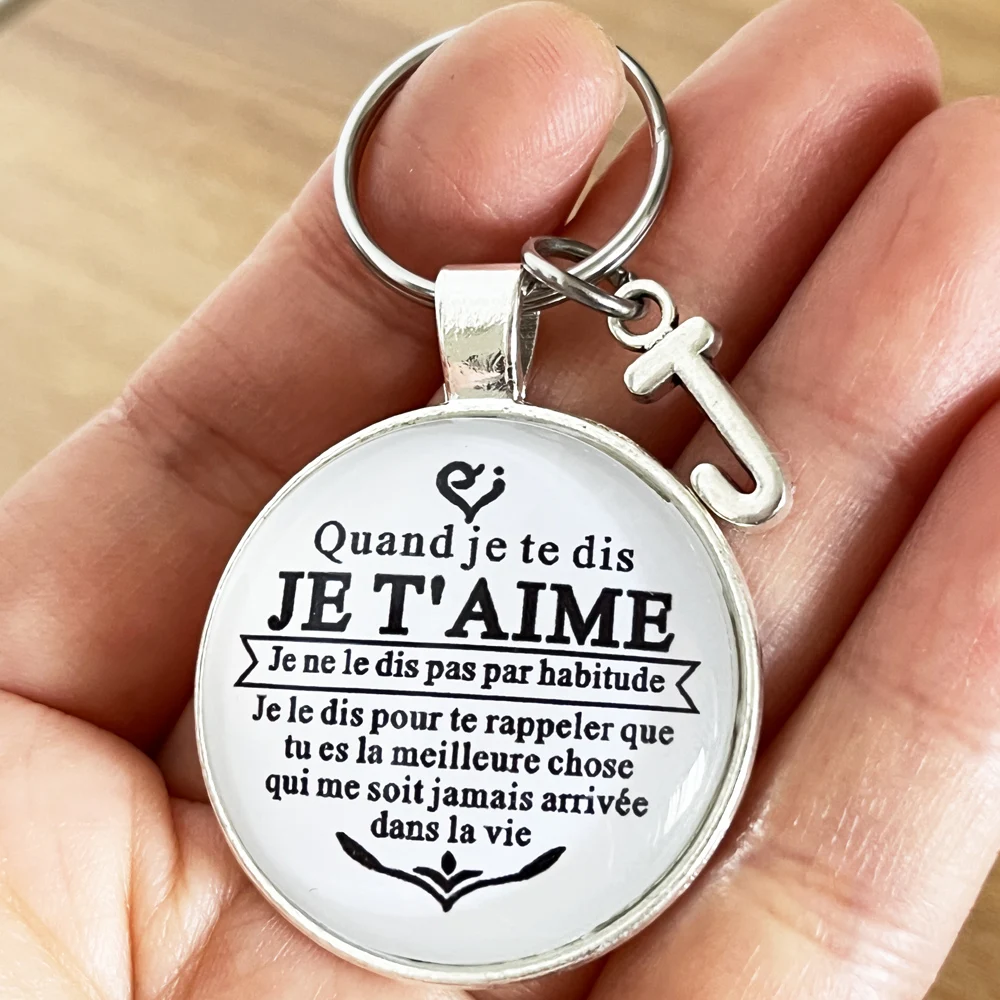 J
Quand je te dis
JE T'AIME
Je ne le dis pas par habitude
Je le dis pour te rappeler que
tu es la meilleure chose
qui me soit jamais arrivée
dans la vie